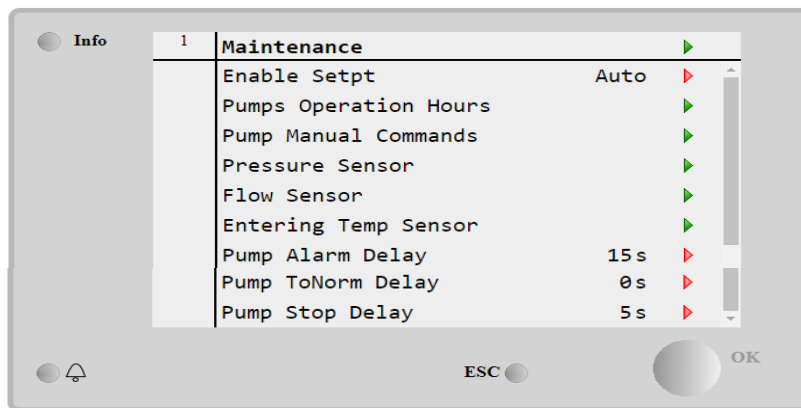 Info
1 Maintenance
Enable Setpt Auto
Pumps Operation Hours
Pump Manual Commands
Pressure Sensor
Flow Sensor
Entering Temp Sensor
Pump Alarm Delay 15s
Pump ToNorm Delay 0s
Pump Stop Delay 5s
ESC
OK